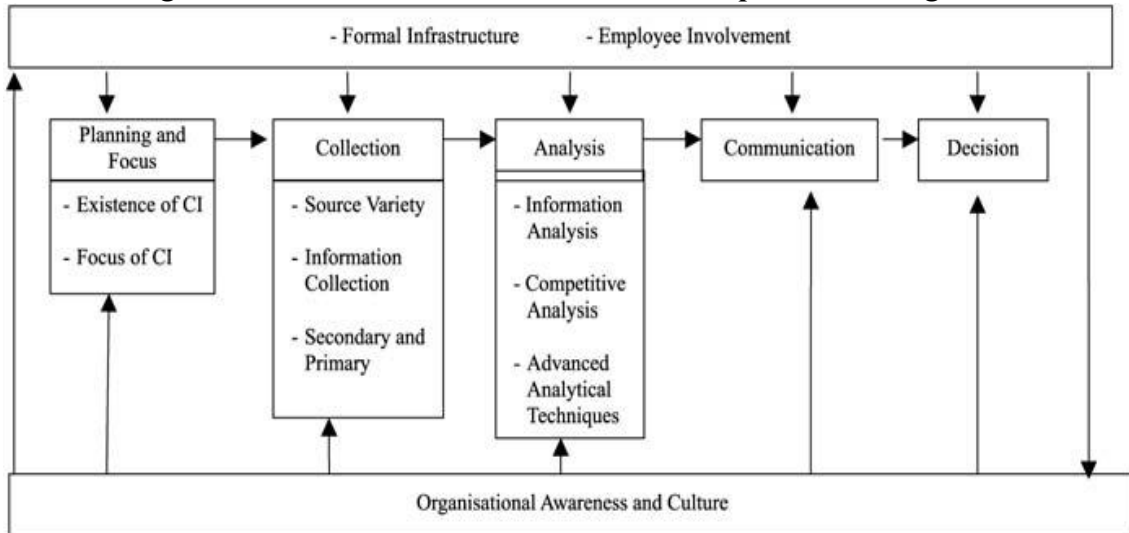 - Formal Infrastructure - Employee Involvement
Planning and
Focus
- Existence of CI
- Focus of CI
Collection
- Source Variety
- Information
Collection
- Secondary and
Primary
Analysis
- Information
Analysis
- Competitive
Analysis
- Advanced
Analytical
Techniques
Communication
Decision
Organisational Awareness and Culture